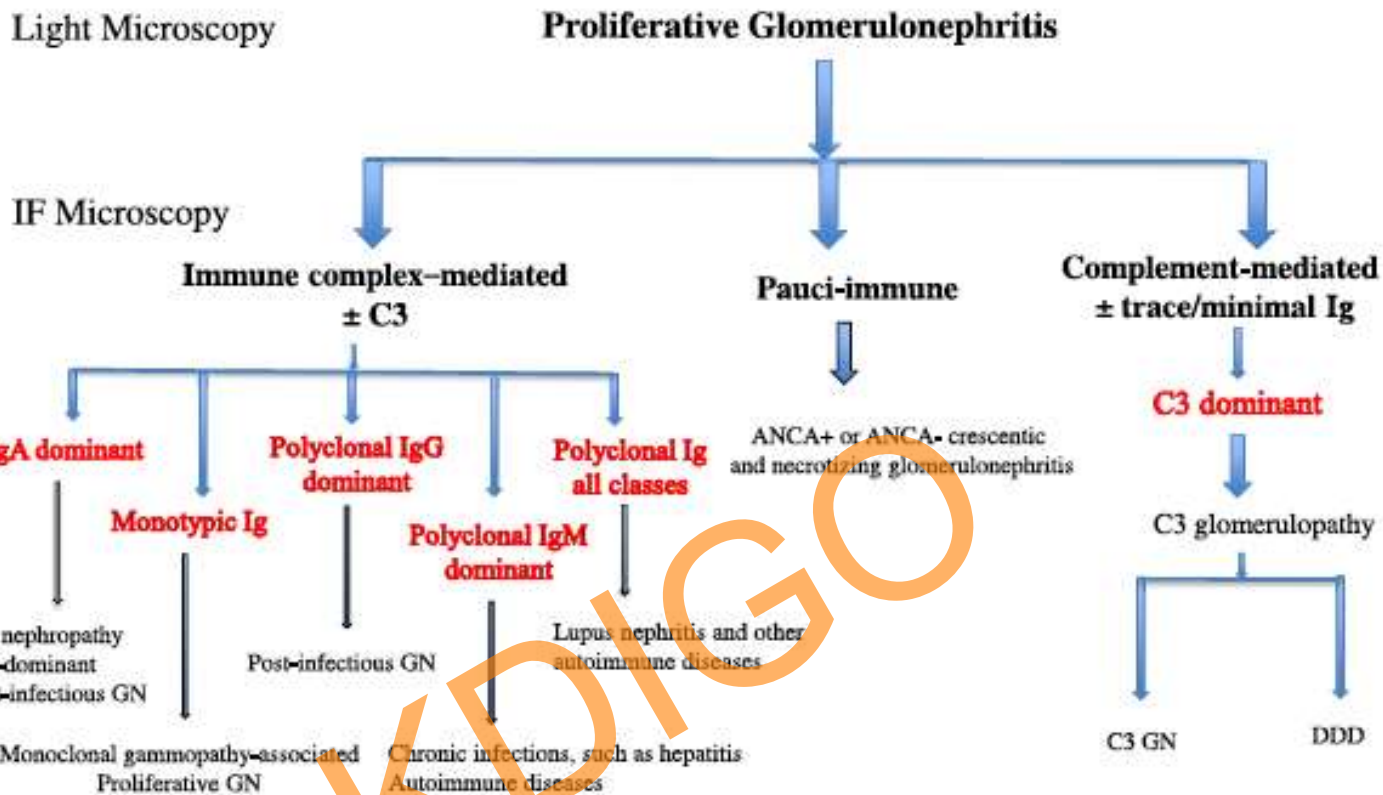 Light Microscopy
Proliferative Glomerulonephritis
IF Microscopy
Immune complex–mediated
± C3
Pauci-immune
Complement-mediated
± trace/minimal Ig
gA dominant
Monotypic Ig
Polyclonal IgG
dominant
Polyclonal IgM
dominant
Polyclonal Ig
all classes
ANCA+ or ANCA- crescentic
and necrotizing glomerulonephritis
C3 dominant
C3 glomerulopathy
nephropathy
-dominant
-infectious GN
Monoclonal gammopathy-associated
Proliferative GN
Post-infectious GN
Chronic infections, such as hepatitis
Autoimmune diseases
Lupus nephritis and other
autoimmune diseases
C3 GN
DDD
KDIGO